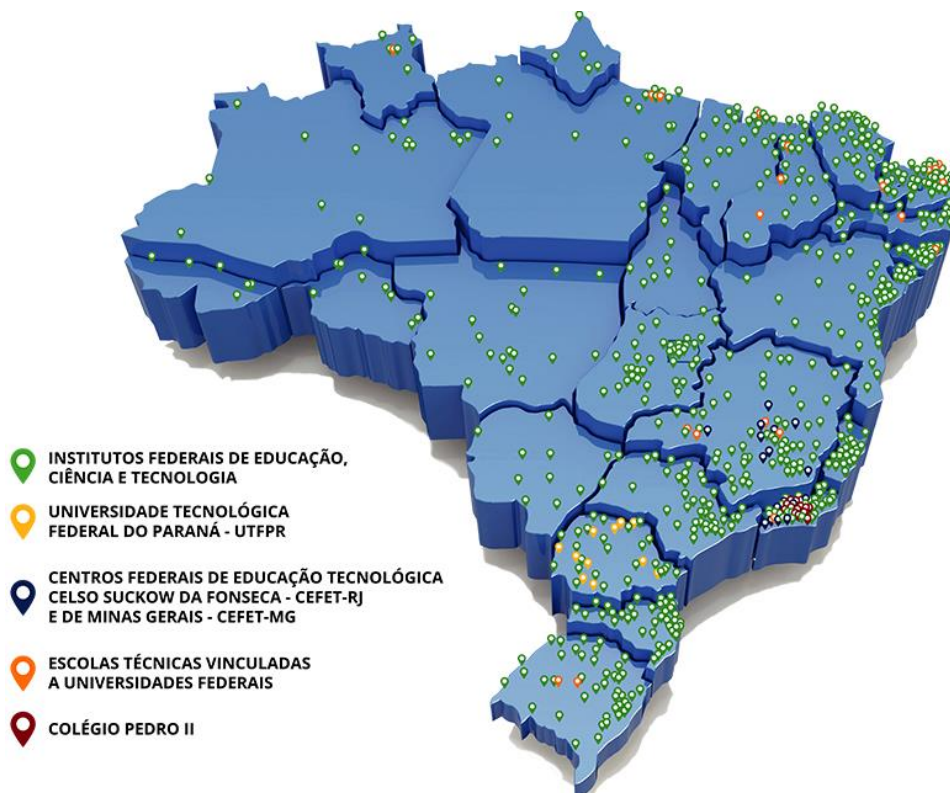 INSTITUTOS FEDERAIS DE EDUCAÇÃO,
CIÊNCIA E TECNOLOGIA
UNIVERSIDADE TECNOLÓGICA
FEDERAL DO PARANÁ - UTFPR
CENTROS FEDERAIS DE EDUCAÇÃO TECNOLÓGICA
CELSO SUCKOW DA FONSECA - CEFET-RJ
E DE MINAS GERAIS - CEFET-MG
ESCOLAS TÉCNICAS VINCULADAS
A UNIVERSIDADES FEDERAIS
COLÉGIO PEDRO II